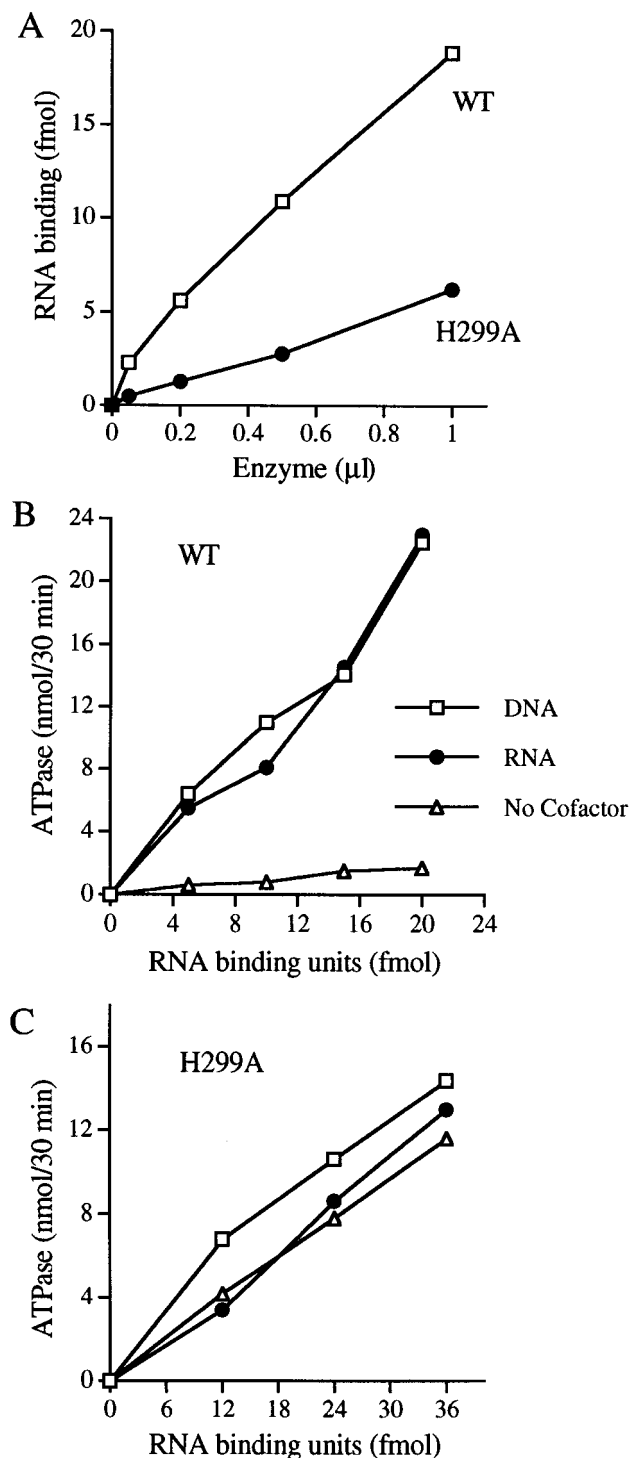 A
RNA binding (fmol)
20
15
10
5
0
WT
H299A
0 0.2 0.4 0.6 0.8 1
Enzyme (µl)
B
ATPase (nmol/30 min)
24
20
16
12
8
4
0
WT
DNA
RNA
No Cofactor
0 4 8 12 16 20 24
RNA binding units (fmol)
C
ATPase (nmol/30 min)
16
12
8
4
0
H299A
0 6 12 18 24 30 36
RNA binding units (fmol)